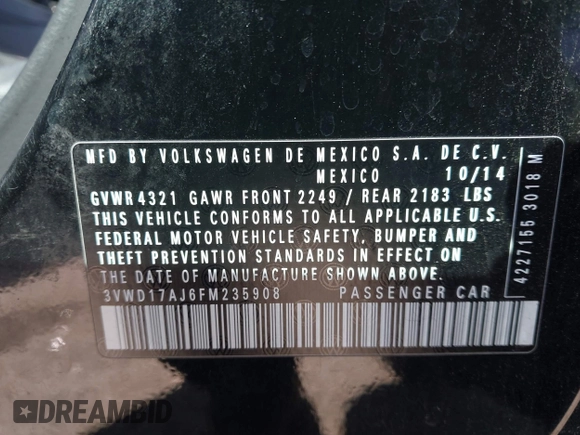 MFD BY VOLKSWAGEN DE MEXICO S.A. DE C.V.
MEXICO 10/14
GVWR 4321 GAWR FRONT 2249 / REAR 2183 LBS
THIS VEHICLE CONFORMS TO ALL APPLICABLE U.S.
FEDERAL MOTOR VEHICLE SAFETY, BUMPER AND
THEFT PREVENTION STANDARDS IN EFFECT ON
THE DATE OF MANUFACTURE SHOWN ABOVE.
3VWD17AJ6FM235908 PASSENGER CAR
4227155 3018 M
DREAMBID